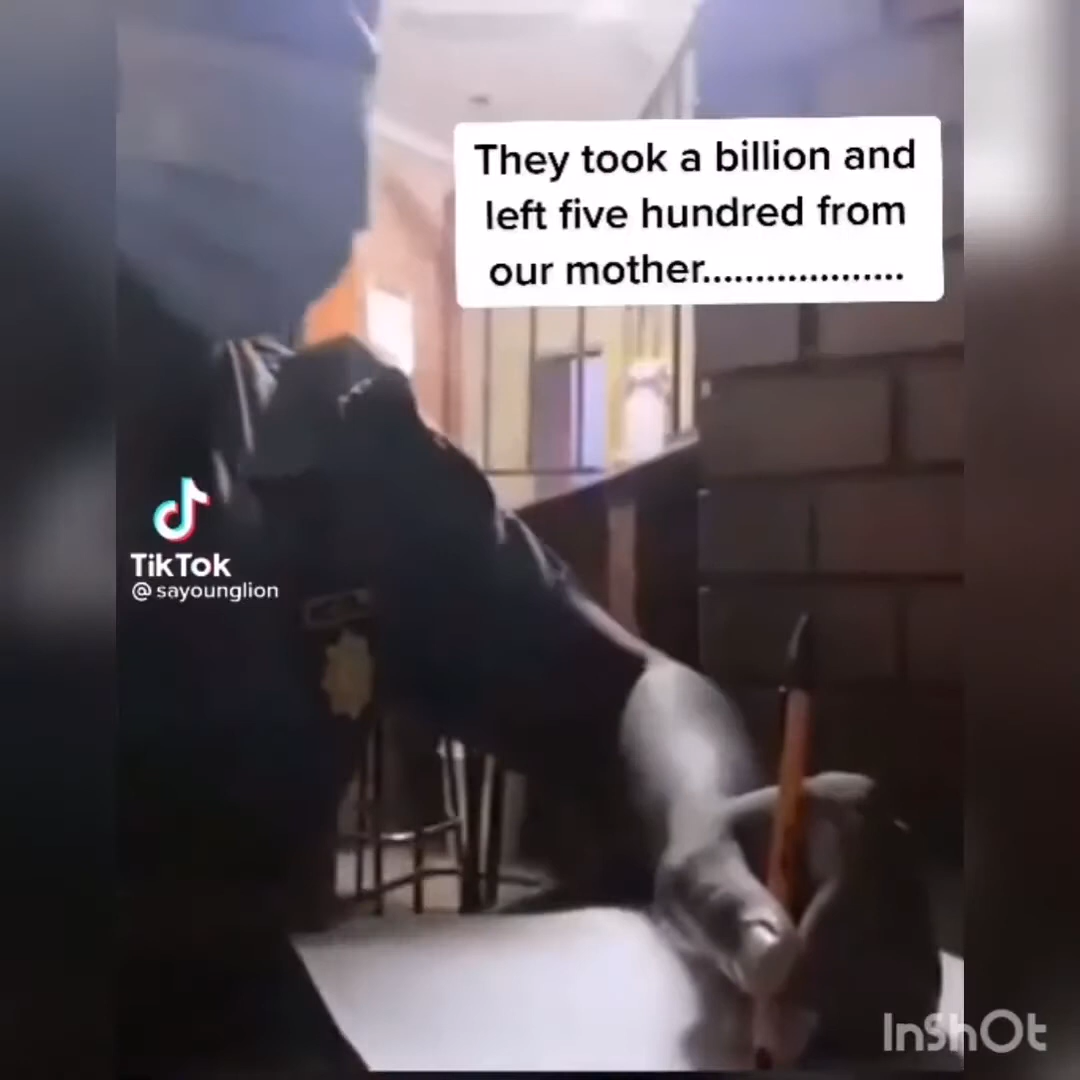 They took a billion and
left five hundred from
our mother...................
TikTok
@sayounglion
InShOt